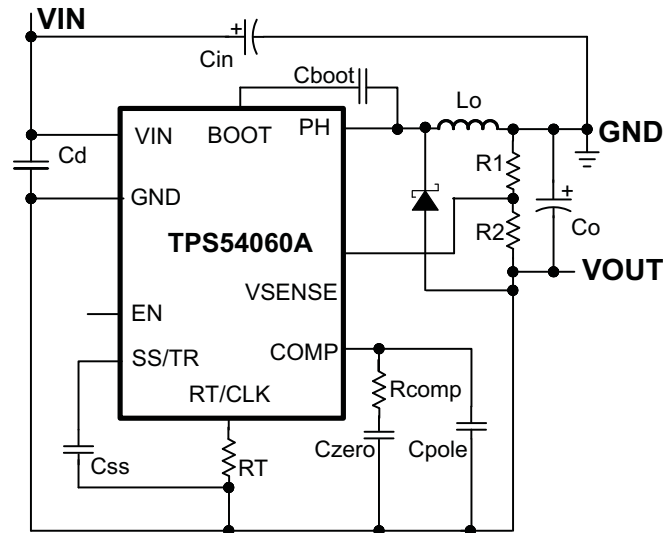 VIN
+
Cin
Cboot
Lo
VIN
BOOT
PH
GND
Cd
R1
GND
+
TPS54060A
R2
Co
VOUT
VSENSE
EN
COMP
SS/TR
RT/CLK
Rcomp
Css
RT
Czero
Cpole